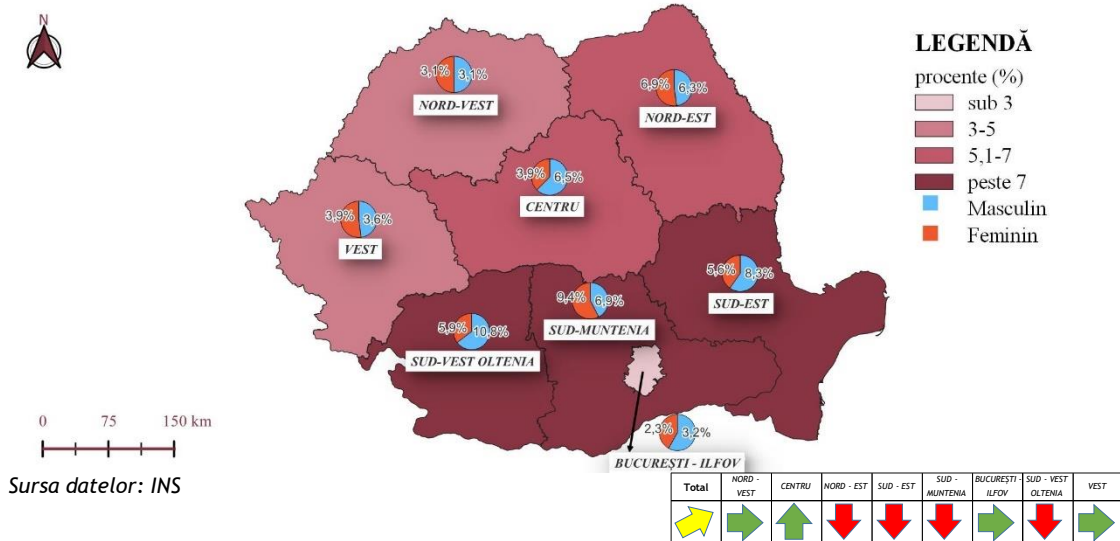 N
LEGENDĂ
procente (%)
sub 3
3-5
5,1-7
peste 7
Masculin
Feminin
3,1% 3,1%
NORD-VEST
6,9% 6,3%
NORD-EST
3,9% 6,5%
CENTRU
3,9% 3,6%
VEST
5,6% 8,3%
SUD-EST
9,4% 6,9%
SUD-MUNTENIA
5,9% 10,8%
SUD-VEST OLTENIA
2,3% 3,2%
BUCUREȘTI - ILFOV
0 75 150 km
Sursa datelor: INS
Total
NORD -
VEST
CENTRU
NORD - EST
SUD - EST
SUD -
MUNTENIA
BUCUREȘTI -
ILFOV
SUD - VEST
OLTENIA
VEST